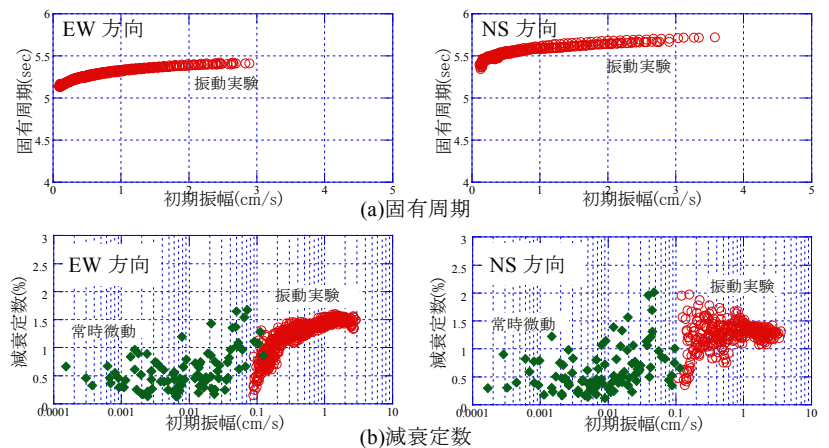 EW 方向
6
5.5
5
4.5
4
固有周期(sec)
振動実験
0 1 2 3 4 5
初期振幅(cm/s)
NS 方向
6
5.5
5
4.5
4
固有周期(sec)
振動実験
0 1 2 3 4 5
初期振幅(cm/s)
(a)固有周期
EW 方向
3
2.5
2
1.5
1
0.5
0
減衰定数(%)
常時微動
振動実験
0.0001 0.001 0.01 0.1 1 10
初期振幅(cm/s)
NS 方向
3
2.5
2
1.5
1
0.5
0
減衰定数(%)
常時微動
振動実験
0.0001 0.001 0.01 0.1 1 10
初期振幅(cm/s)
(b)減衰定数